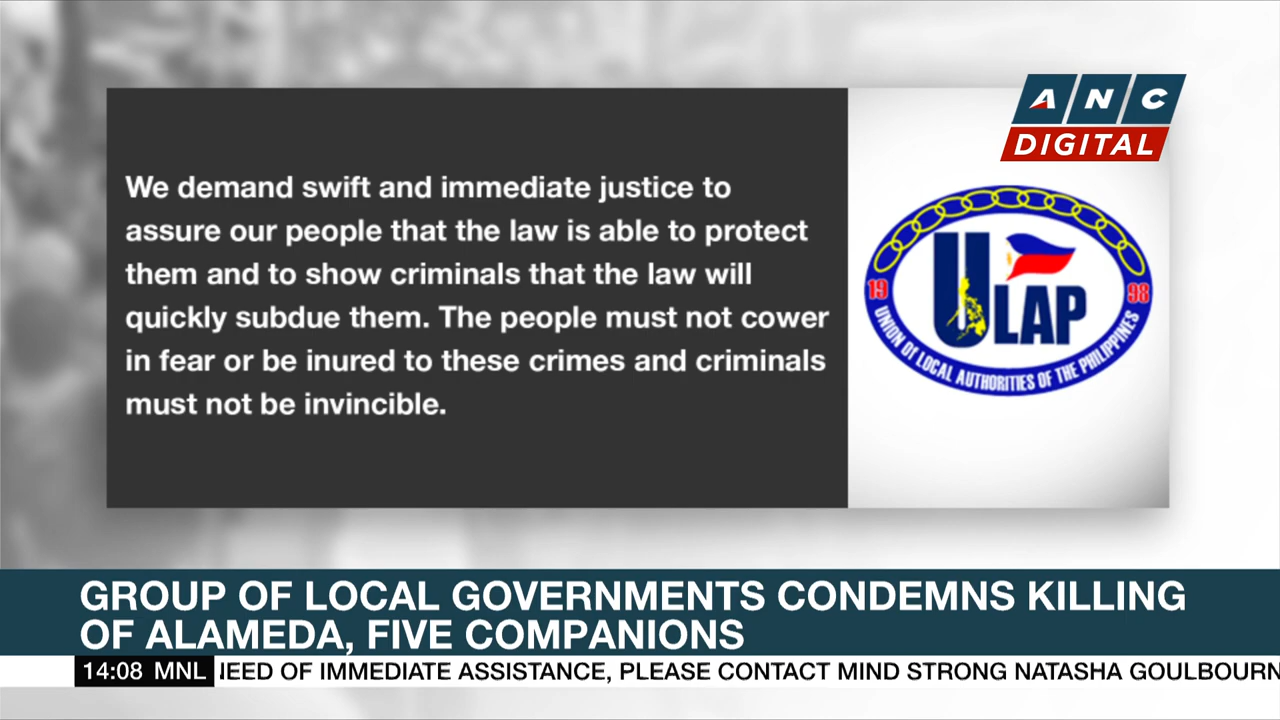 ANC
DIGITAL
We demand swift and immediate justice to
assure our people that the law is able to protect
them and to show criminals that the law will
quickly subdue them. The people must not cower
in fear or be inured to these crimes and criminals
must not be invincible.
ULAP
19 98
UNION Of LOCAL AUTHORITIES OF THE PHILIPPINES
GROUP OF LOCAL GOVERNMENTS CONDEMNS KILLING
OF ALAMEDA, FIVE COMPANIONS
14:08 MNL EED OF IMMEDIATE ASSISTANCE, PLEASE CONTACT MIND STRONG NATASHA GOULBOURN